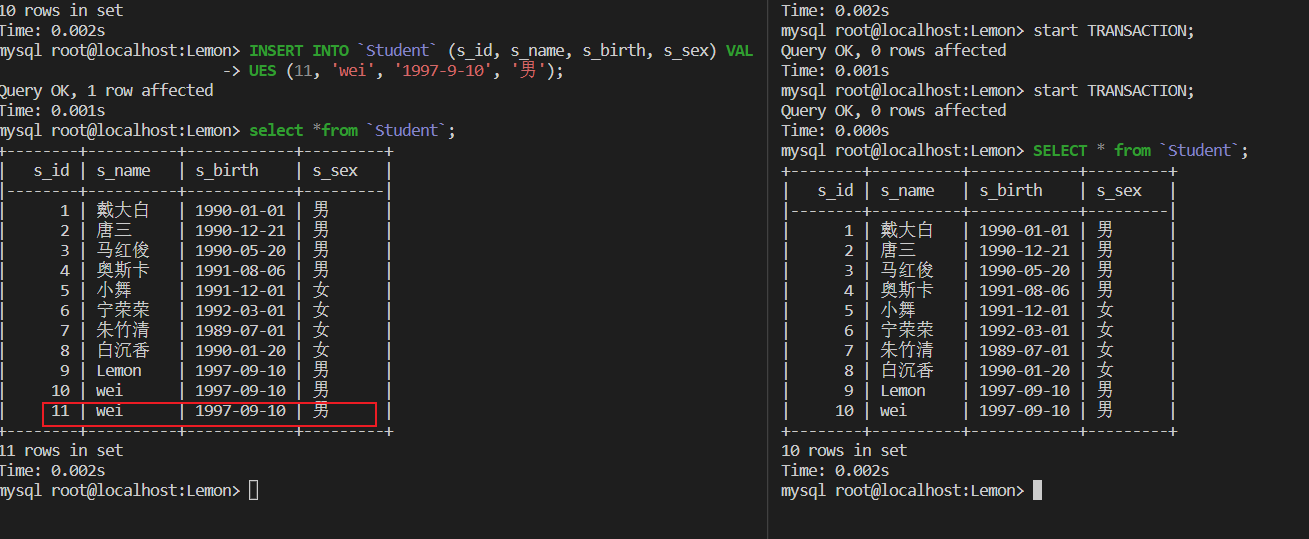 10 rows in set
Time: 0.002s
mysql root@localhost:Lemon> INSERT INTO `Student` (s_id, s_name, s_birth, s_sex) VAL
-> UES (11, 'wei', '1997-9-10', '男');
Query OK, 1 row affected
Time: 0.001s
mysql root@localhost:Lemon> select *from `Student`;
+--------+----------+------------+---------+
|   s_id | s_name   | s_birth    | s_sex   |
|--------+----------+------------+---------|
|      1 | 戴大白   | 1990-01-01 | 男      |
|      2 | 唐三     | 1990-12-21 | 男      |
|      3 | 马红俊   | 1990-05-20 | 男      |
|      4 | 奥斯卡   | 1991-08-06 | 男      |
|      5 | 小舞     | 1991-12-01 | 女      |
|      6 | 宁荣荣   | 1992-03-01 | 女      |
|      7 | 朱竹清   | 1989-07-01 | 女      |
|      8 | 白沉香   | 1990-01-20 | 女      |
|      9 | Lemon    | 1997-09-10 | 男      |
|     10 | wei      | 1997-09-10 | 男      |
|     11 | wei      | 1997-09-10 | 男      |
+--------+----------+------------+---------+
11 rows in set
Time: 0.002s
mysql root@localhost:Lemon>
Time: 0.002s
mysql root@localhost:Lemon> start TRANSACTION;
Query OK, 0 rows affected
Time: 0.001s
mysql root@localhost:Lemon> start TRANSACTION;
Query OK, 0 rows affected
Time: 0.000s
mysql root@localhost:Lemon> SELECT * from `Student`;
+--------+----------+------------+---------+
|   s_id | s_name   | s_birth    | s_sex   |
|--------+----------+------------+---------|
|      1 | 戴大白   | 1990-01-01 | 男      |
|      2 | 唐三     | 1990-12-21 | 男      |
|      3 | 马红俊   | 1990-05-20 | 男      |
|      4 | 奥斯卡   | 1991-08-06 | 男      |
|      5 | 小舞     | 1991-12-01 | 女      |
|      6 | 宁荣荣   | 1992-03-01 | 女      |
|      7 | 朱竹清   | 1989-07-01 | 女      |
|      8 | 白沉香   | 1990-01-20 | 女      |
|      9 | Lemon    | 1997-09-10 | 男      |
|     10 | wei      | 1997-09-10 | 男      |
+--------+----------+------------+---------+
10 rows in set
Time: 0.002s
mysql root@localhost:Lemon>